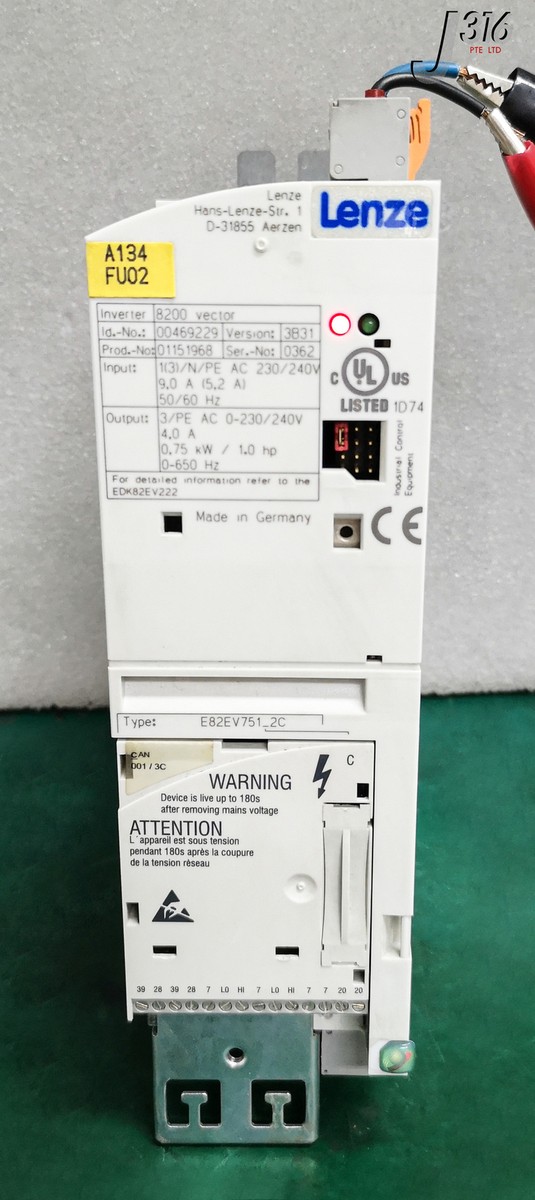 J316
PTE LTD
Lenze
Hans-Lenze-Str. 1
D-31855 Aerzen
Lenze
A134
FU02
Inverter 8200 vector
Id.-No.: 00469229 Version: 3B31
Prod.-No: 01151968 Ser.-No: 0362
Input: 1(3)/N/PE AC 230/240V
9.0 A (5.2 A)
50/60 Hz
Output: 3/PE AC 0-230/240V
4.0 A
0.75 kW / 1.0 hp
0-650 Hz
For detailed information refer to the
EDK82EV222
C UL US
LISTED 1D74
Industrial Control
Equipment
Made in Germany
CE
Type: E82EV751_2C
CAN
001 / 3C
C
WARNING
Device is live up to 180s
after removing mains voltage
ATTENTION
L´appareil est sous tension
pendant 180s après la coupure
de la tension réseau
39 28 39 28 7 LO HI 7 LO HI 7 7 20 20